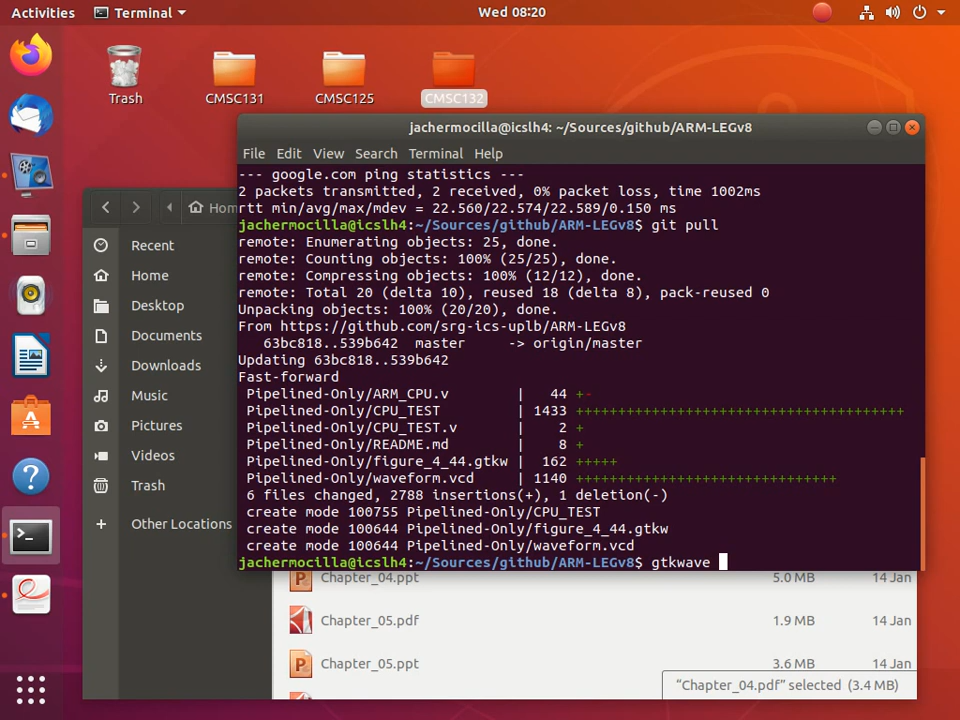 Activities
Terminal
Wed 08:20
Trash
CMSC131
CMSC125
CMSC132
jachermocilla@icslh4: ~/Sources/github/ARM-LEGv8
File Edit View Search Terminal Help
--- google.com ping statistics ---
2 packets transmitted, 2 received, 0% packet loss, time 1002ms
rtt min/avg/max/mdev = 22.560/22.574/22.589/0.150 ms
jachermocilla@icslh4:~/Sources/github/ARM-LEGv8$ git pull
remote: Enumerating objects: 25, done.
remote: Counting objects: 100% (25/25), done.
remote: Compressing objects: 100% (12/12), done.
remote: Total 20 (delta 10), reused 18 (delta 8), pack-reused 0
Unpacking objects: 100% (20/20), done.
From https://github.com/srg-ics-uplb/ARM-LEGv8
63bc818..539b642 master -> origin/master
Updating 63bc818..539b642
Fast-forward
Pipelined-Only/ARM_CPU.v | 44 +-
Pipelined-Only/CPU_TEST | 1433 +++++++++++++++++++++++++++++++++++++++
Pipelined-Only/CPU_TEST.v | 2 +
Pipelined-Only/README.md | 8 +
Pipelined-Only/figure_4_44.gtkw | 162 +++++
Pipelined-Only/waveform.vcd | 1140 +++++++++++++++++++++++++++++++
6 files changed, 2788 insertions(+), 1 deletion(-)
create mode 100755 Pipelined-Only/CPU_TEST
create mode 100644 Pipelined-Only/figure_4_44.gtkw
create mode 100644 Pipelined-Only/waveform.vcd
jachermocilla@icslh4:~/Sources/github/ARM-LEGv8$ gtkwave
Recent
Home
Desktop
Documents
Downloads
Music
Pictures
Videos
Trash
Other Locations
Chapter_04.ppt 5.0 MB 14 Jan
Chapter_05.pdf 1.9 MB 14 Jan
Chapter_05.ppt 3.6 MB 14 Jan
“Chapter_04.pdf” selected (3.4 MB)